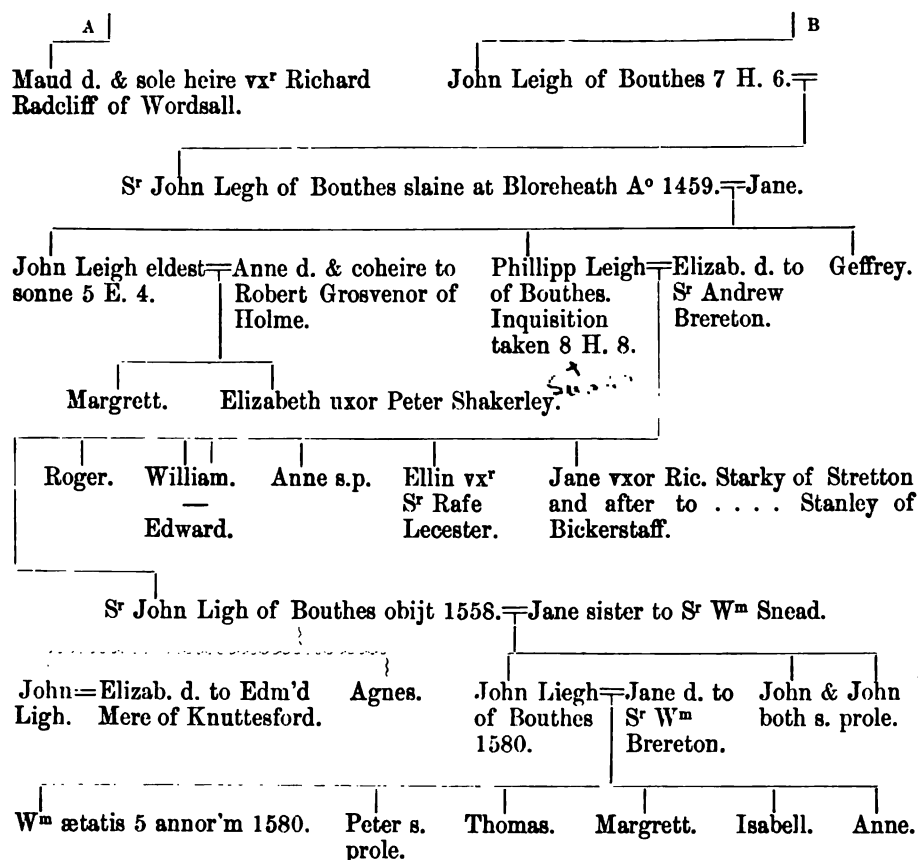 A
B
Maud d. & sole heire vxʳ Richard
Radcliff of Wordsall.
John Leigh of Bouthes 7 H. 6.
Sʳ John Legh of Bouthes slaine at Bloreheath Aº 1459. Jane.
John Leigh eldest
sonne 5 E. 4.
Anne d. & coheire to
Robert Grosvenor of
Holme.
Phillipp Leigh
of Bouthes.
Inquisition
taken 8 H. 8.
Elizab. d. to
Sʳ Andrew
Brereton.
Geffrey.
Margrett.
Elizabeth uxor Peter Shakerley.
Roger.
William.
—
Edward.
Anne s.p.
Ellin vxʳ
Sʳ Rafe
Lecester.
Jane vxor Ric. Starky of Stretton
and after to . . . . Stanley of
Bickerstaff.
Sʳ John Ligh of Bouthes obijt 1558. Jane sister to Sʳ Wᵐ Snead.
John
Ligh.
Elizab. d. to Edm'd
Mere of Knuttesford.
Agnes.
John Liegh
of Bouthes
1580.
Jane d. to
Sʳ Wᵐ
Brereton.
John & John
both s. prole.
Wᵐ ætatis 5 annor'm 1580.
Peter s.
prole.
Thomas.
Margrett.
Isabell.
Anne.